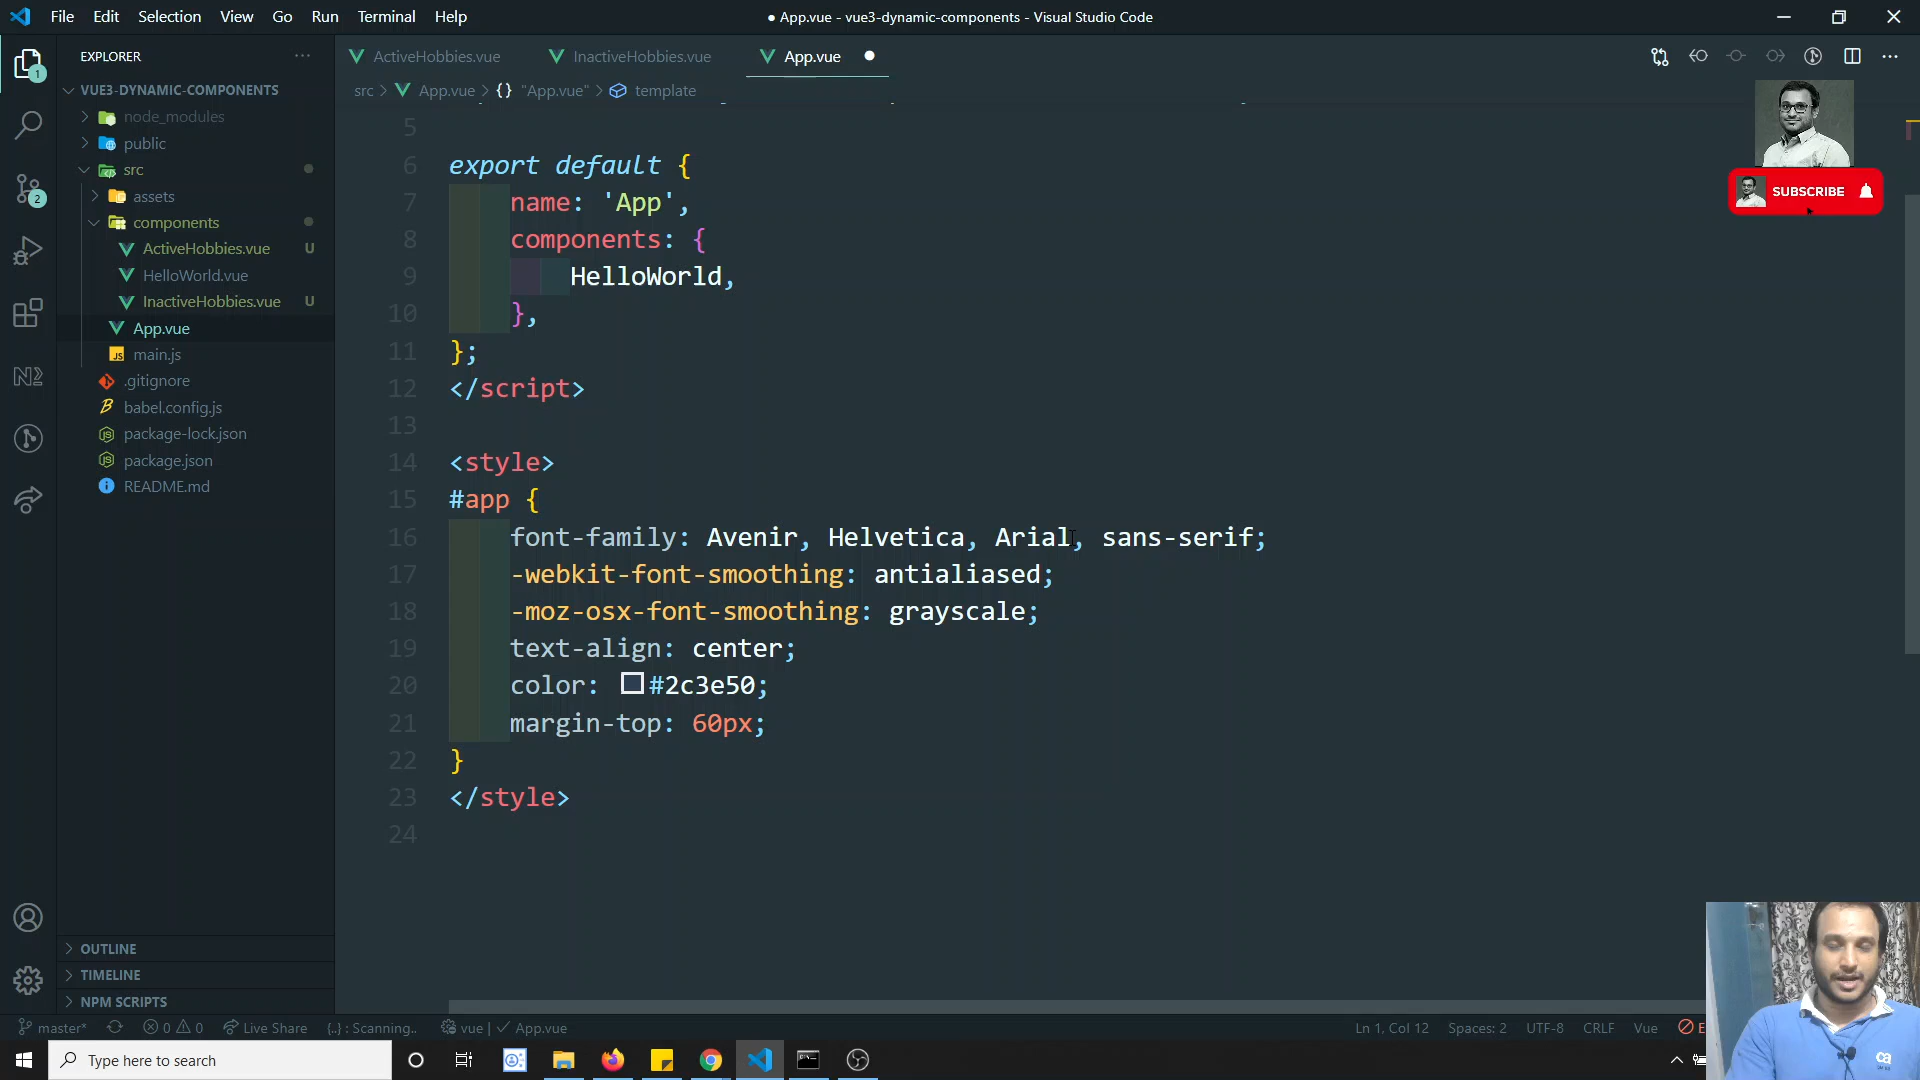 File Edit Selection View Go Run Terminal Help
● App.vue - vue3-dynamic-components - Visual Studio Code
EXPLORER
ActiveHobbies.vue InactiveHobbies.vue App.vue
src > App.vue > {} "App.vue" > template
VUE3-DYNAMIC-COMPONENTS
node_modules
public
src
assets
components
ActiveHobbies.vue U
HelloWorld.vue
InactiveHobbies.vue U
App.vue
main.js
.gitignore
babel.config.js
package-lock.json
package.json
README.md
OUTLINE
TIMELINE
NPM SCRIPTS
1
2
5
6 export default {
7 name: 'App',
8 components: {
9 HelloWorld,
10 },
11 };
12 </script>
13
14 <style>
15 #app {
16 font-family: Avenir, Helvetica, Arial, sans-serif;
17 -webkit-font-smoothing: antialiased;
18 -moz-osx-font-smoothing: grayscale;
19 text-align: center;
20 color: #2c3e50;
21 margin-top: 60px;
22 }
23 </style>
24
SUBSCRIBE
master* 0 0 Live Share {..} : Scanning.. vue | App.vue
Ln 1, Col 12 Spaces: 2 UTF-8 CRLF Vue
Type here to search
ca